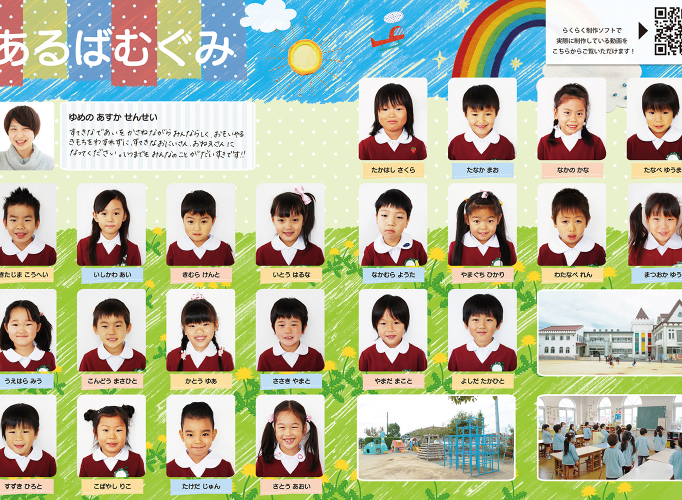 あるばむぐみ
らくらく制作ソフトで
実際に制作している動画を
こちらからご覧いただけます!
ゆめの あすか せんせい
すてきなであいをかさねながらみんならしく、おもいやる
きもちをわすれずに、すてきなおにいさん、おねえさんに
なってください。いつまでもみんなのことがだいすきです!!
たかはし さくら
たなか まお
なかの かな
たなべ ゆうま
きたじま こうへい
いしかわ あい
きむら けんと
いとう はるな
なかむら ようた
やまぐち ひかり
わたなべ れん
まつおか ゆう
うえはら みう
こんどう まさひと
かとう ゆあ
ささき やまと
やまだ まこと
よしだ たかひと
すずき ひろと
こばやし りこ
たけだ じゅん
さとう あおい